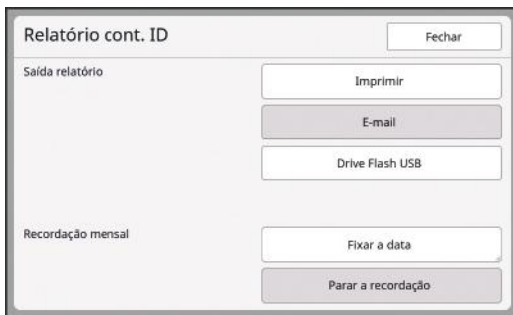 Relatório cont. ID
Fechar
Saída relatório
Imprimir
E-mail
Drive Flash USB
Recordação mensal
Fixar a data
Parar a recordação